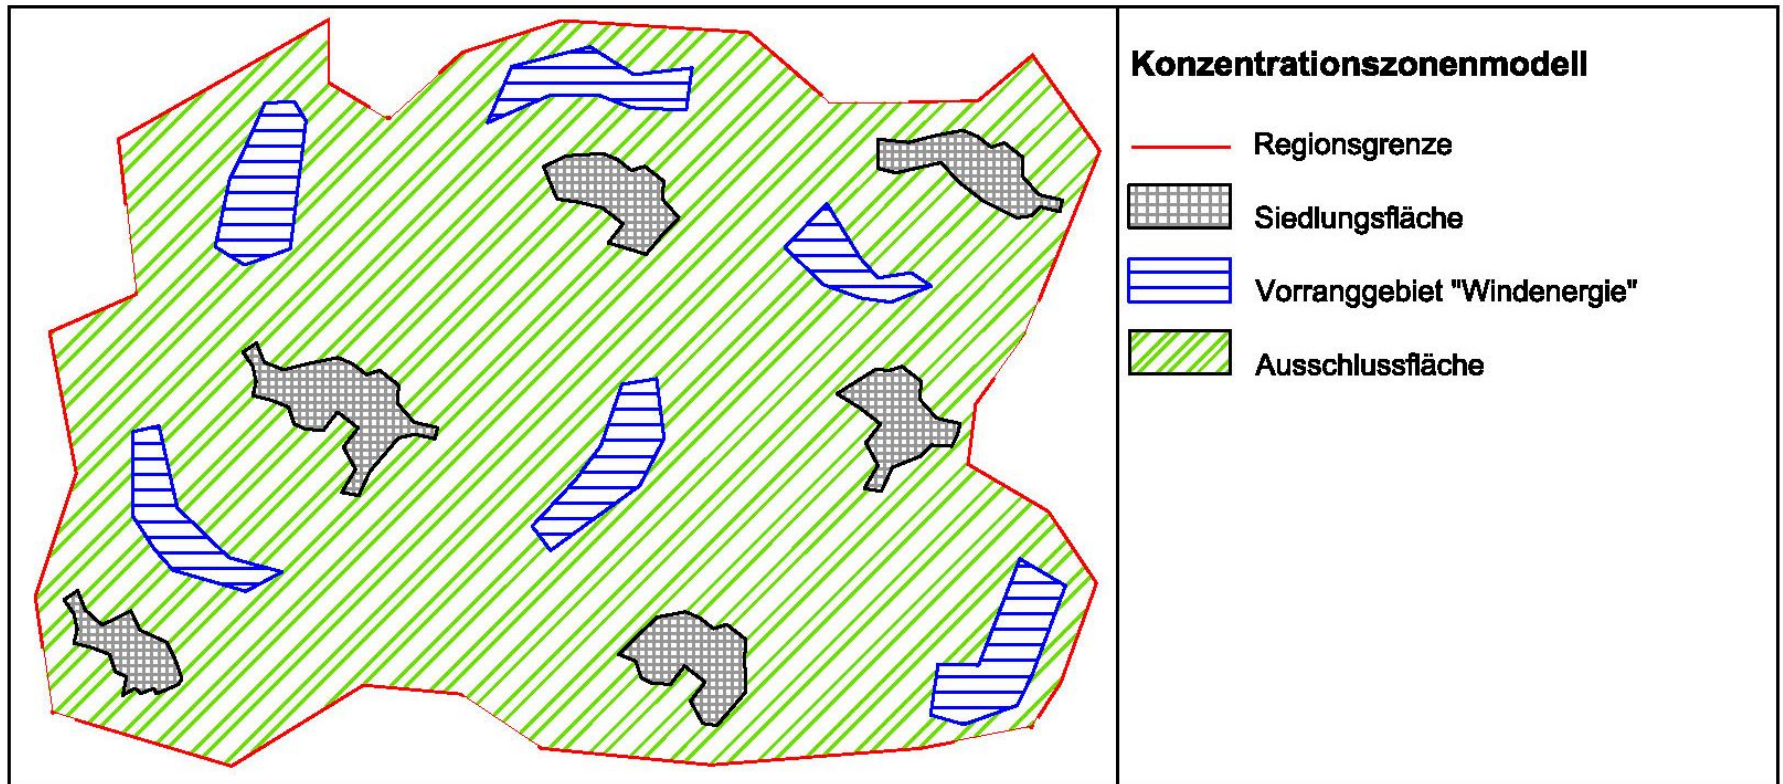 Konzentrationszonenmodell
Regionsgrenze
Siedlungsfläche
Vorranggebiet "Windenergie"
Ausschlussfläche